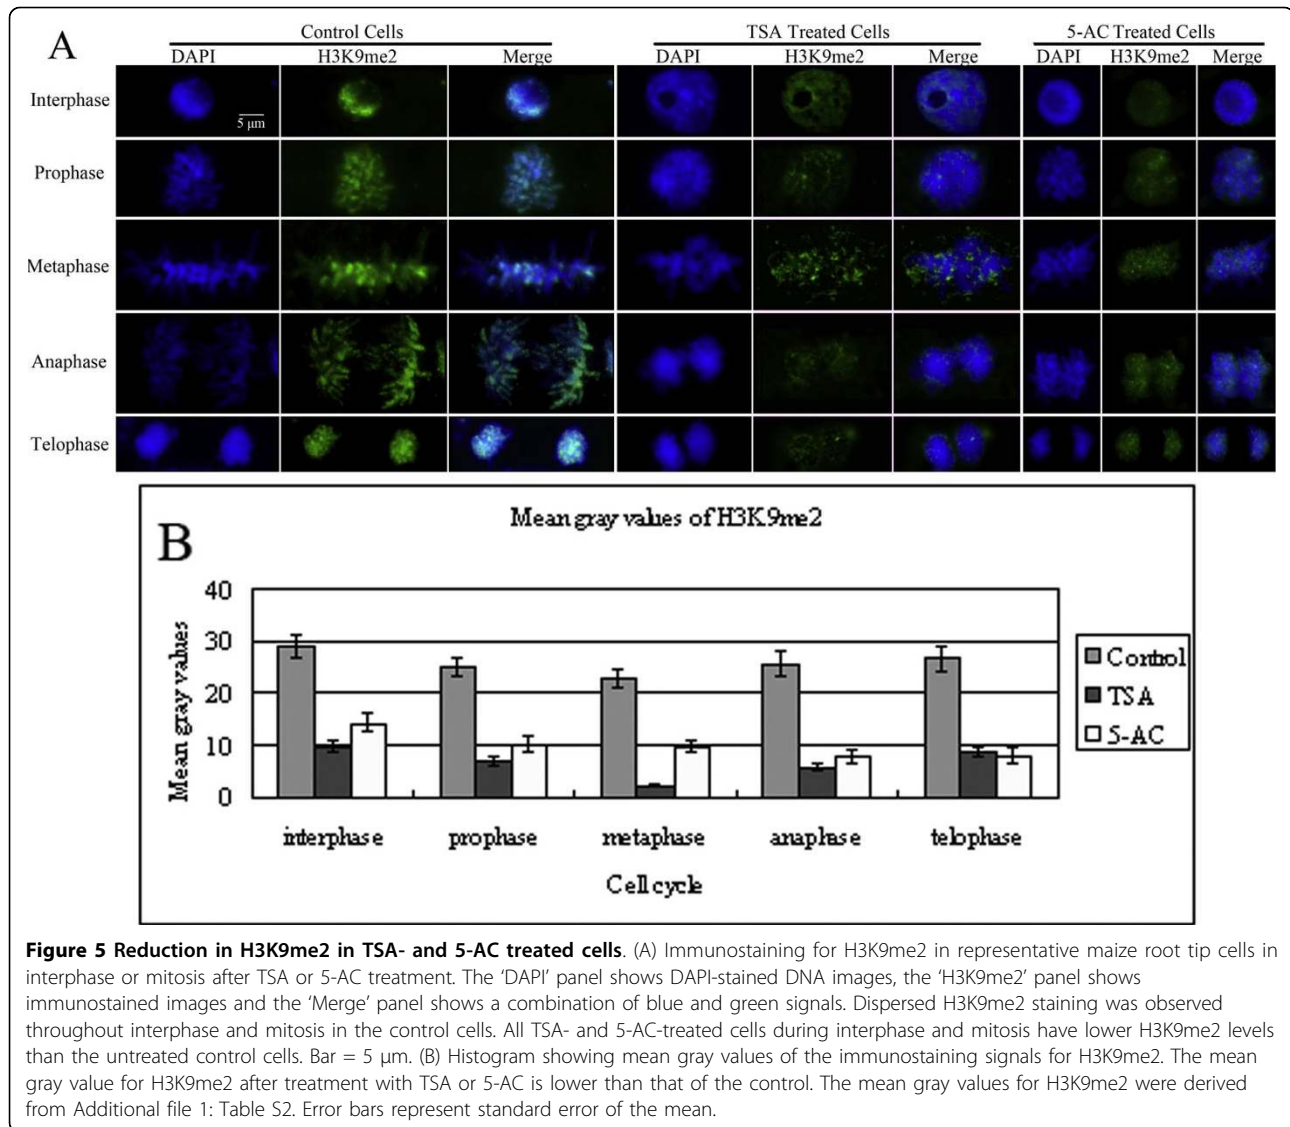 A
Control Cells
TSA Treated Cells
5-AC Treated Cells
DAPI H3K9me2 Merge DAPI H3K9me2 Merge DAPI H3K9me2 Merge
Interphase
5 μm
Prophase
Metaphase
Anaphase
Telophase
B
Mean gray values of H3K9me2
Mean gray values
40
30
20
10
0
interphase prophase metaphase anaphase telophase
Cell cycle
Control
TSA
5-AC
Figure 5 Reduction in H3K9me2 in TSA- and 5-AC treated cells. (A) Immunostaining for H3K9me2 in representative maize root tip cells in
interphase or mitosis after TSA or 5-AC treatment. The ‘DAPI’ panel shows DAPI-stained DNA images, the ‘H3K9me2’ panel shows
immunostained images and the ‘Merge’ panel shows a combination of blue and green signals. Dispersed H3K9me2 staining was observed
throughout interphase and mitosis in the control cells. All TSA- and 5-AC-treated cells during interphase and mitosis have lower H3K9me2 levels
than the untreated control cells. Bar = 5 μm. (B) Histogram showing mean gray values of the immunostaining signals for H3K9me2. The mean
gray value for H3K9me2 after treatment with TSA or 5-AC is lower than that of the control. The mean gray values for H3K9me2 were derived
from Additional file 1: Table S2. Error bars represent standard error of the mean.